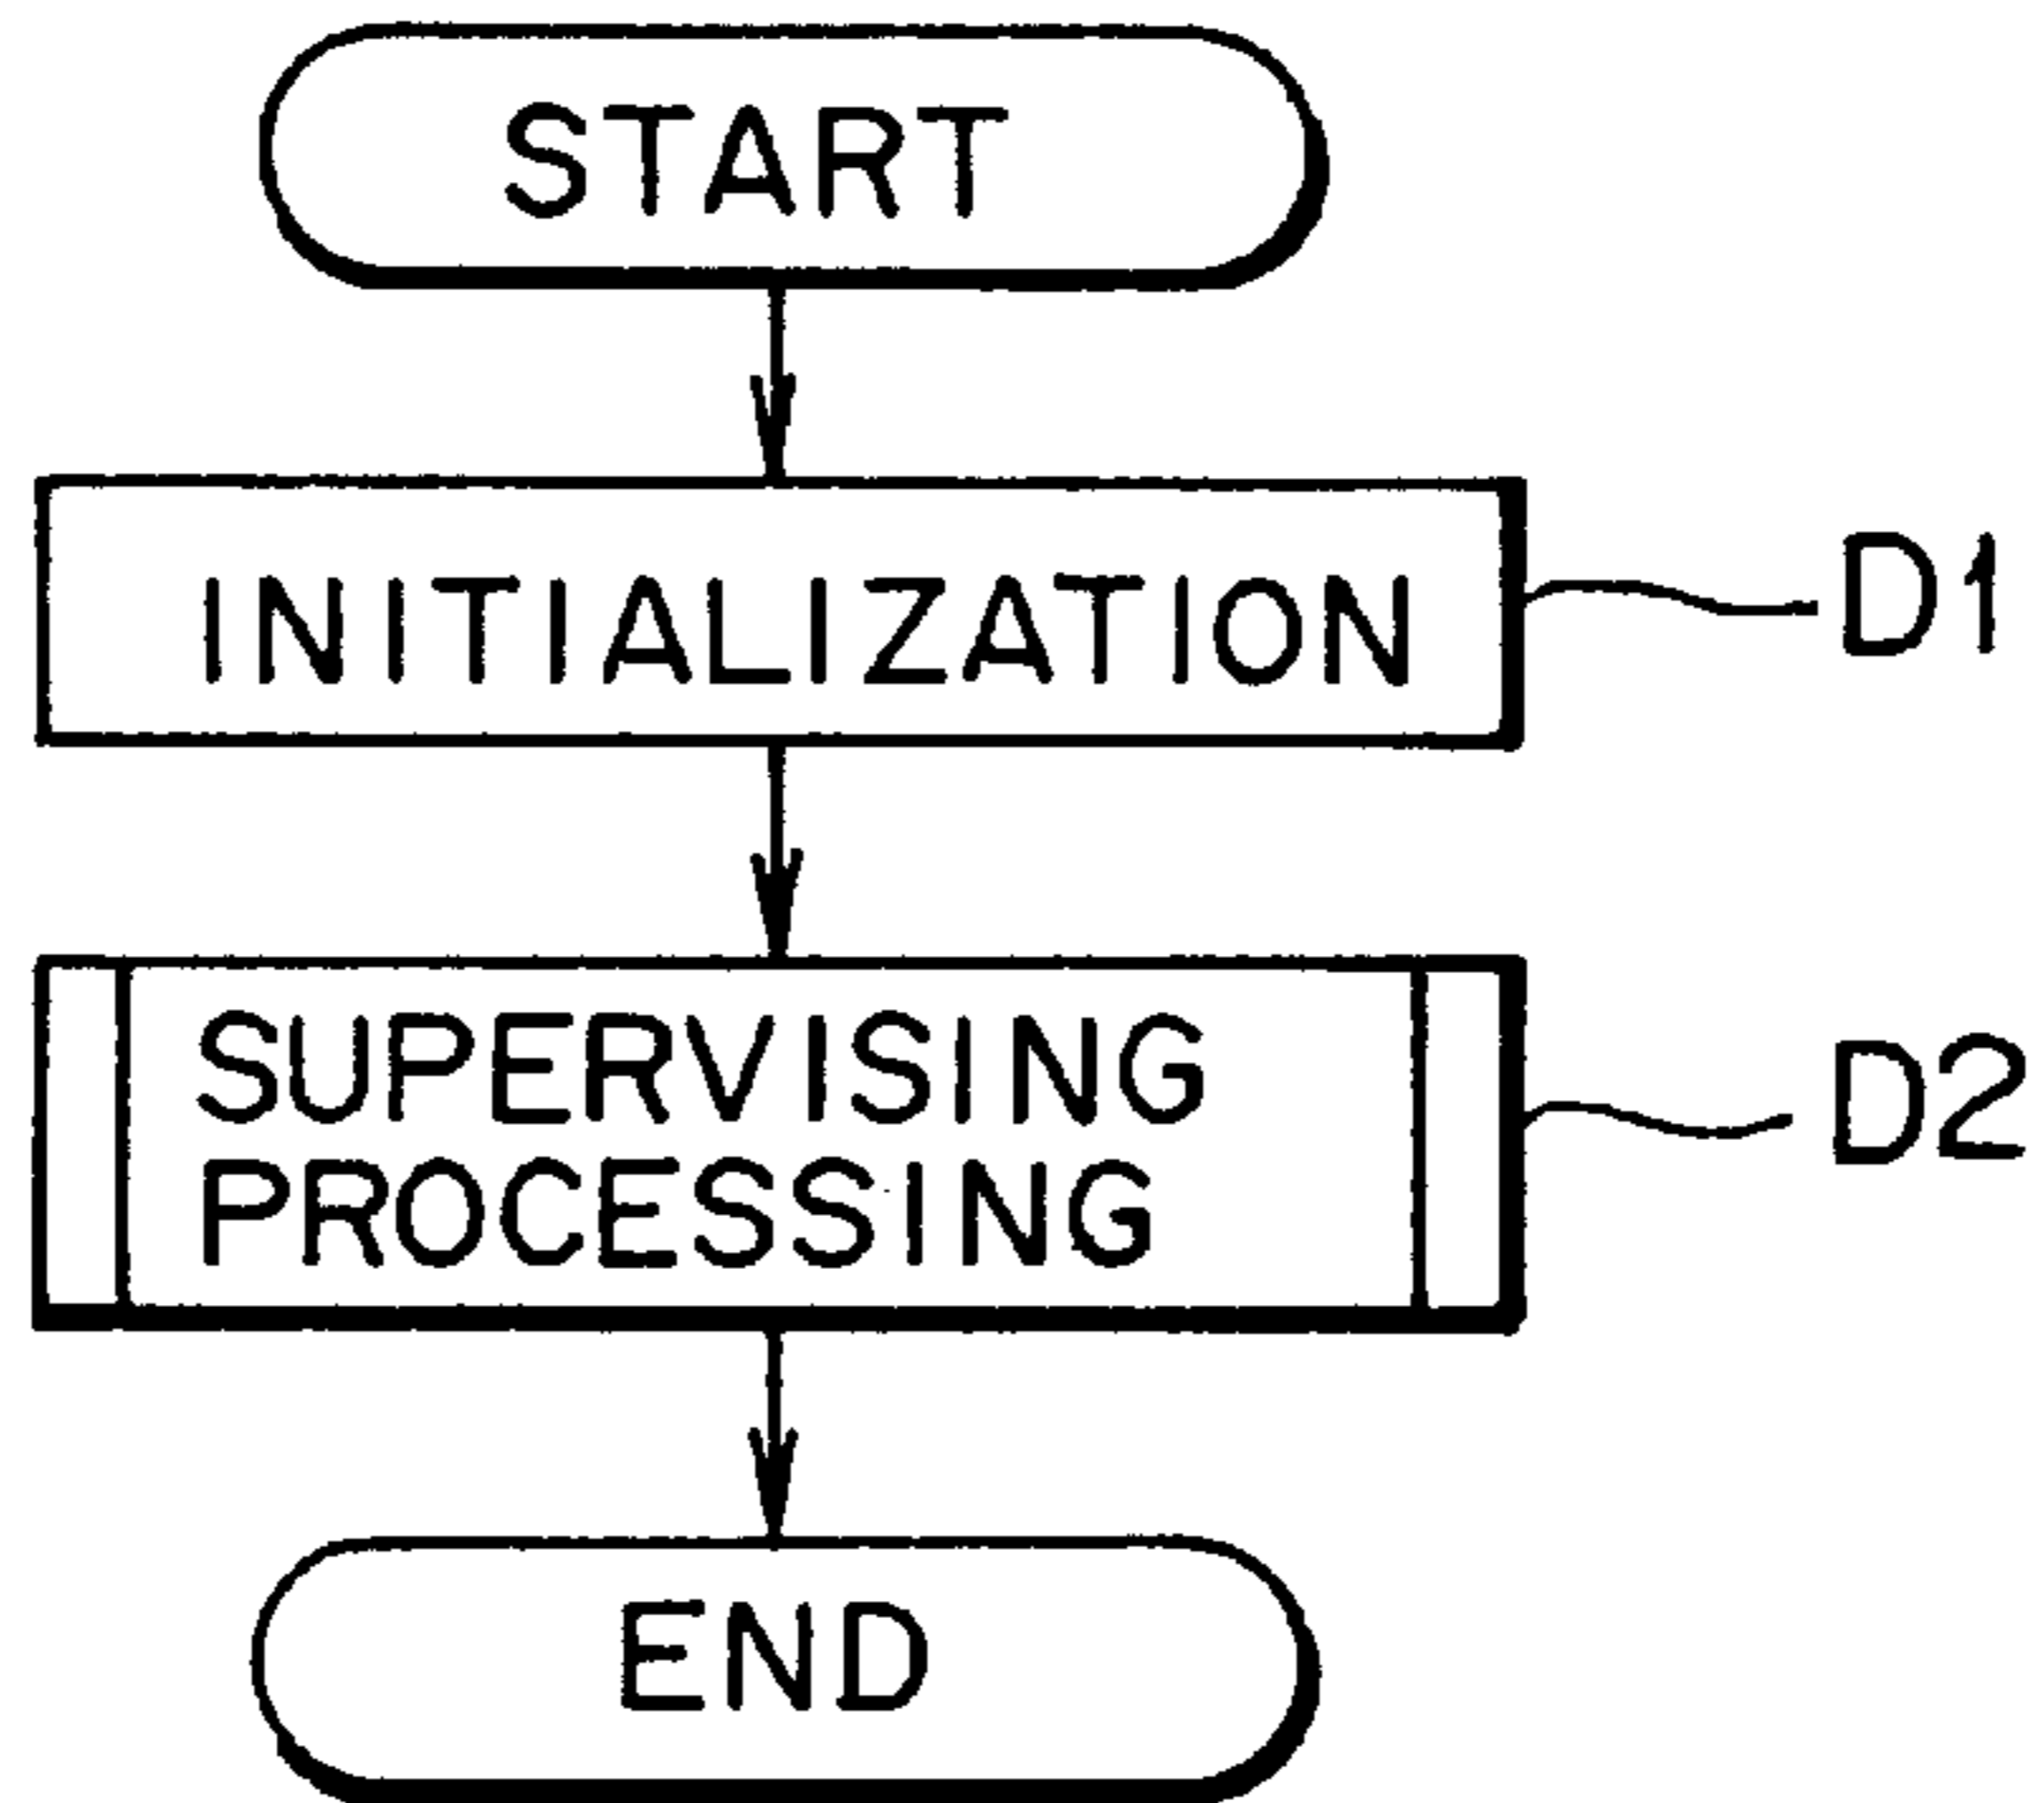 START
INITIALIZATION
D1
SUPERVISING
PROCESSING
D2
END